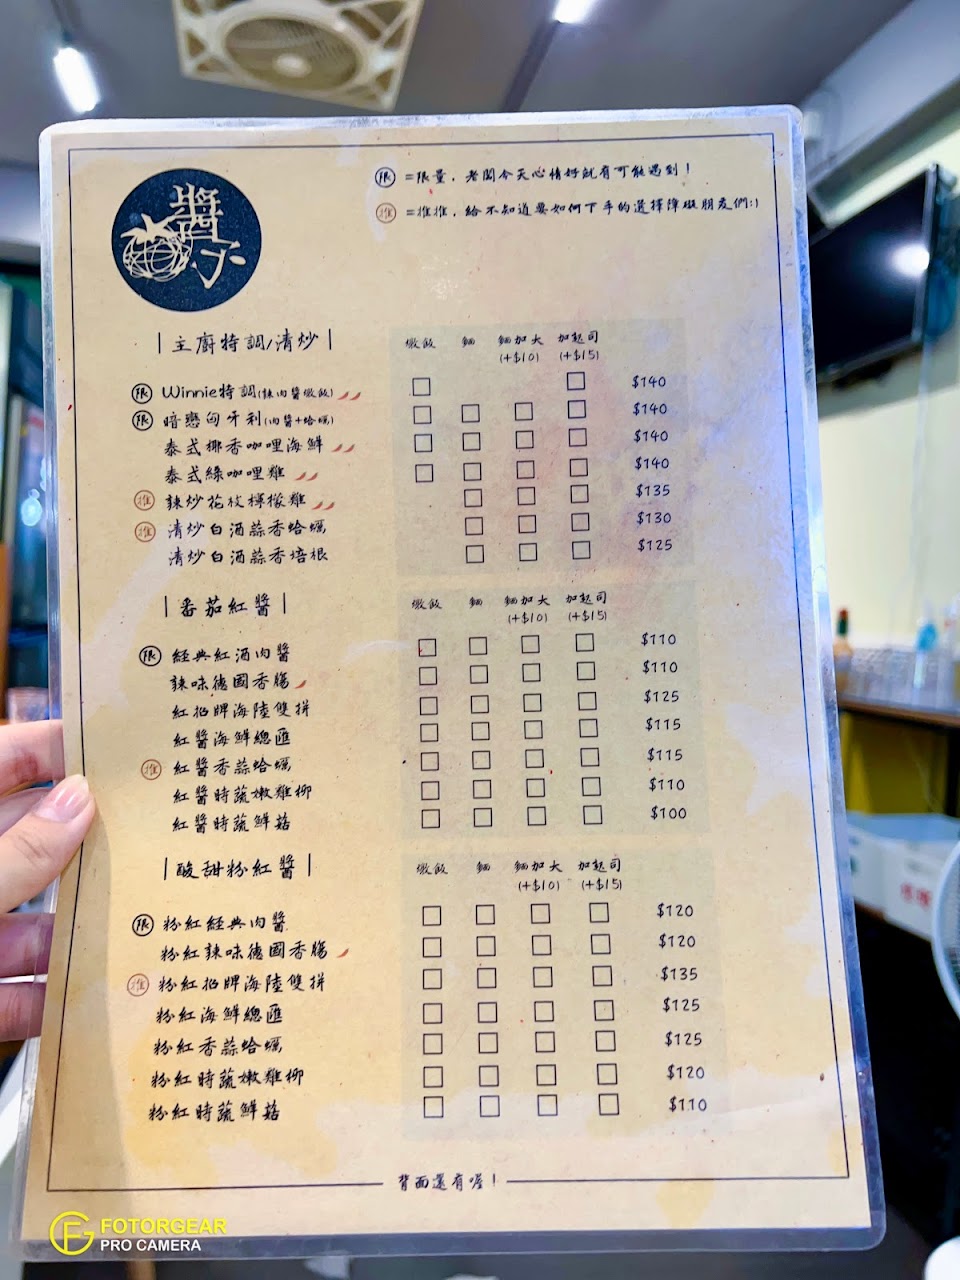 醬子
限 =限量，老闆今天心情好就有可能遇到！
推 =推推，給不知道要如何下手的選擇障礙朋友們:)
|主廚特調/清炒| 燉飯 麵 麵加大(+$10) 加起司(+$15)
限 Winnie特調(辣肉醬燉飯) $140
限 暗戀匈牙利(肉醬+蛤蠣) $140
泰式椰香咖哩海鮮 $140
泰式綠咖哩雞 $140
推 辣炒花枝檸檬雞 $135
推 清炒白酒蒜香蛤蠣 $130
清炒白酒蒜香培根 $125
|番茄紅醬| 燉飯 麵 麵加大(+$10) 加起司(+$15)
限 經典紅酒肉醬 $110
辣味德國香腸 $110
紅招牌海陸雙拼 $125
紅醬海鮮總匯 $115
推 紅醬香蒜蛤蠣 $115
紅醬時蔬嫩雞柳 $110
紅醬時蔬鮮菇 $100
|酸甜粉紅醬| 燉飯 麵 麵加大(+$10) 加起司(+$15)
限 粉紅經典肉醬 $120
粉紅辣味德國香腸 $120
推 粉紅招牌海陸雙拼 $135
粉紅海鮮總匯 $125
粉紅香蒜蛤蠣 $125
粉紅時蔬嫩雞柳 $120
粉紅時蔬鮮菇 $110
背面還有喔！
FOTORGEAR
PRO CAMERA